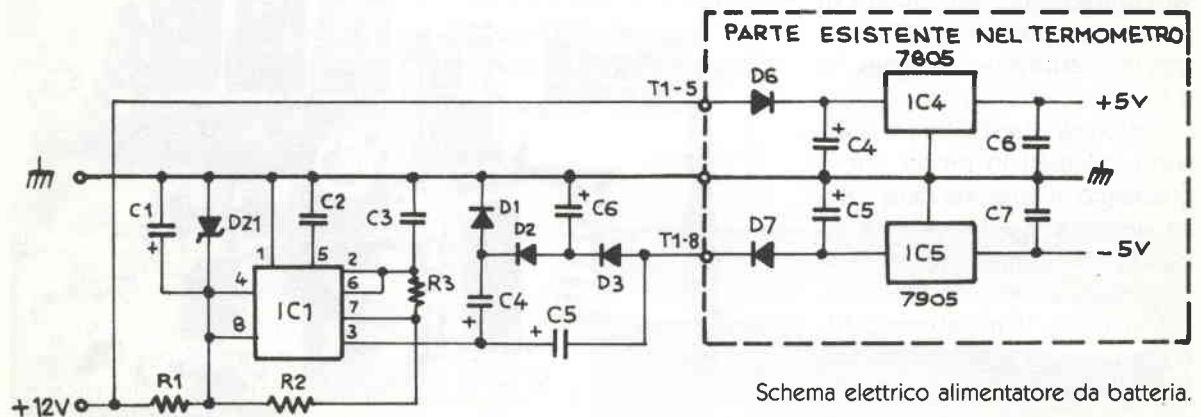 PARTE ESISTENTE NEL TERMOMETRO
7805
D6
T1-5
IC4
+5V
C4
+
C6
C1
+
DZ1
C2
C3
D1
D2
+
C6
D3
T1-8
D7
+
C5
C7
IC5
-5V
7905
4
1
5
2
6
7
3
8
IC1
R3
C4
+
C5
+
R1
R2
+12V
Schema elettrico alimentatore da batteria.